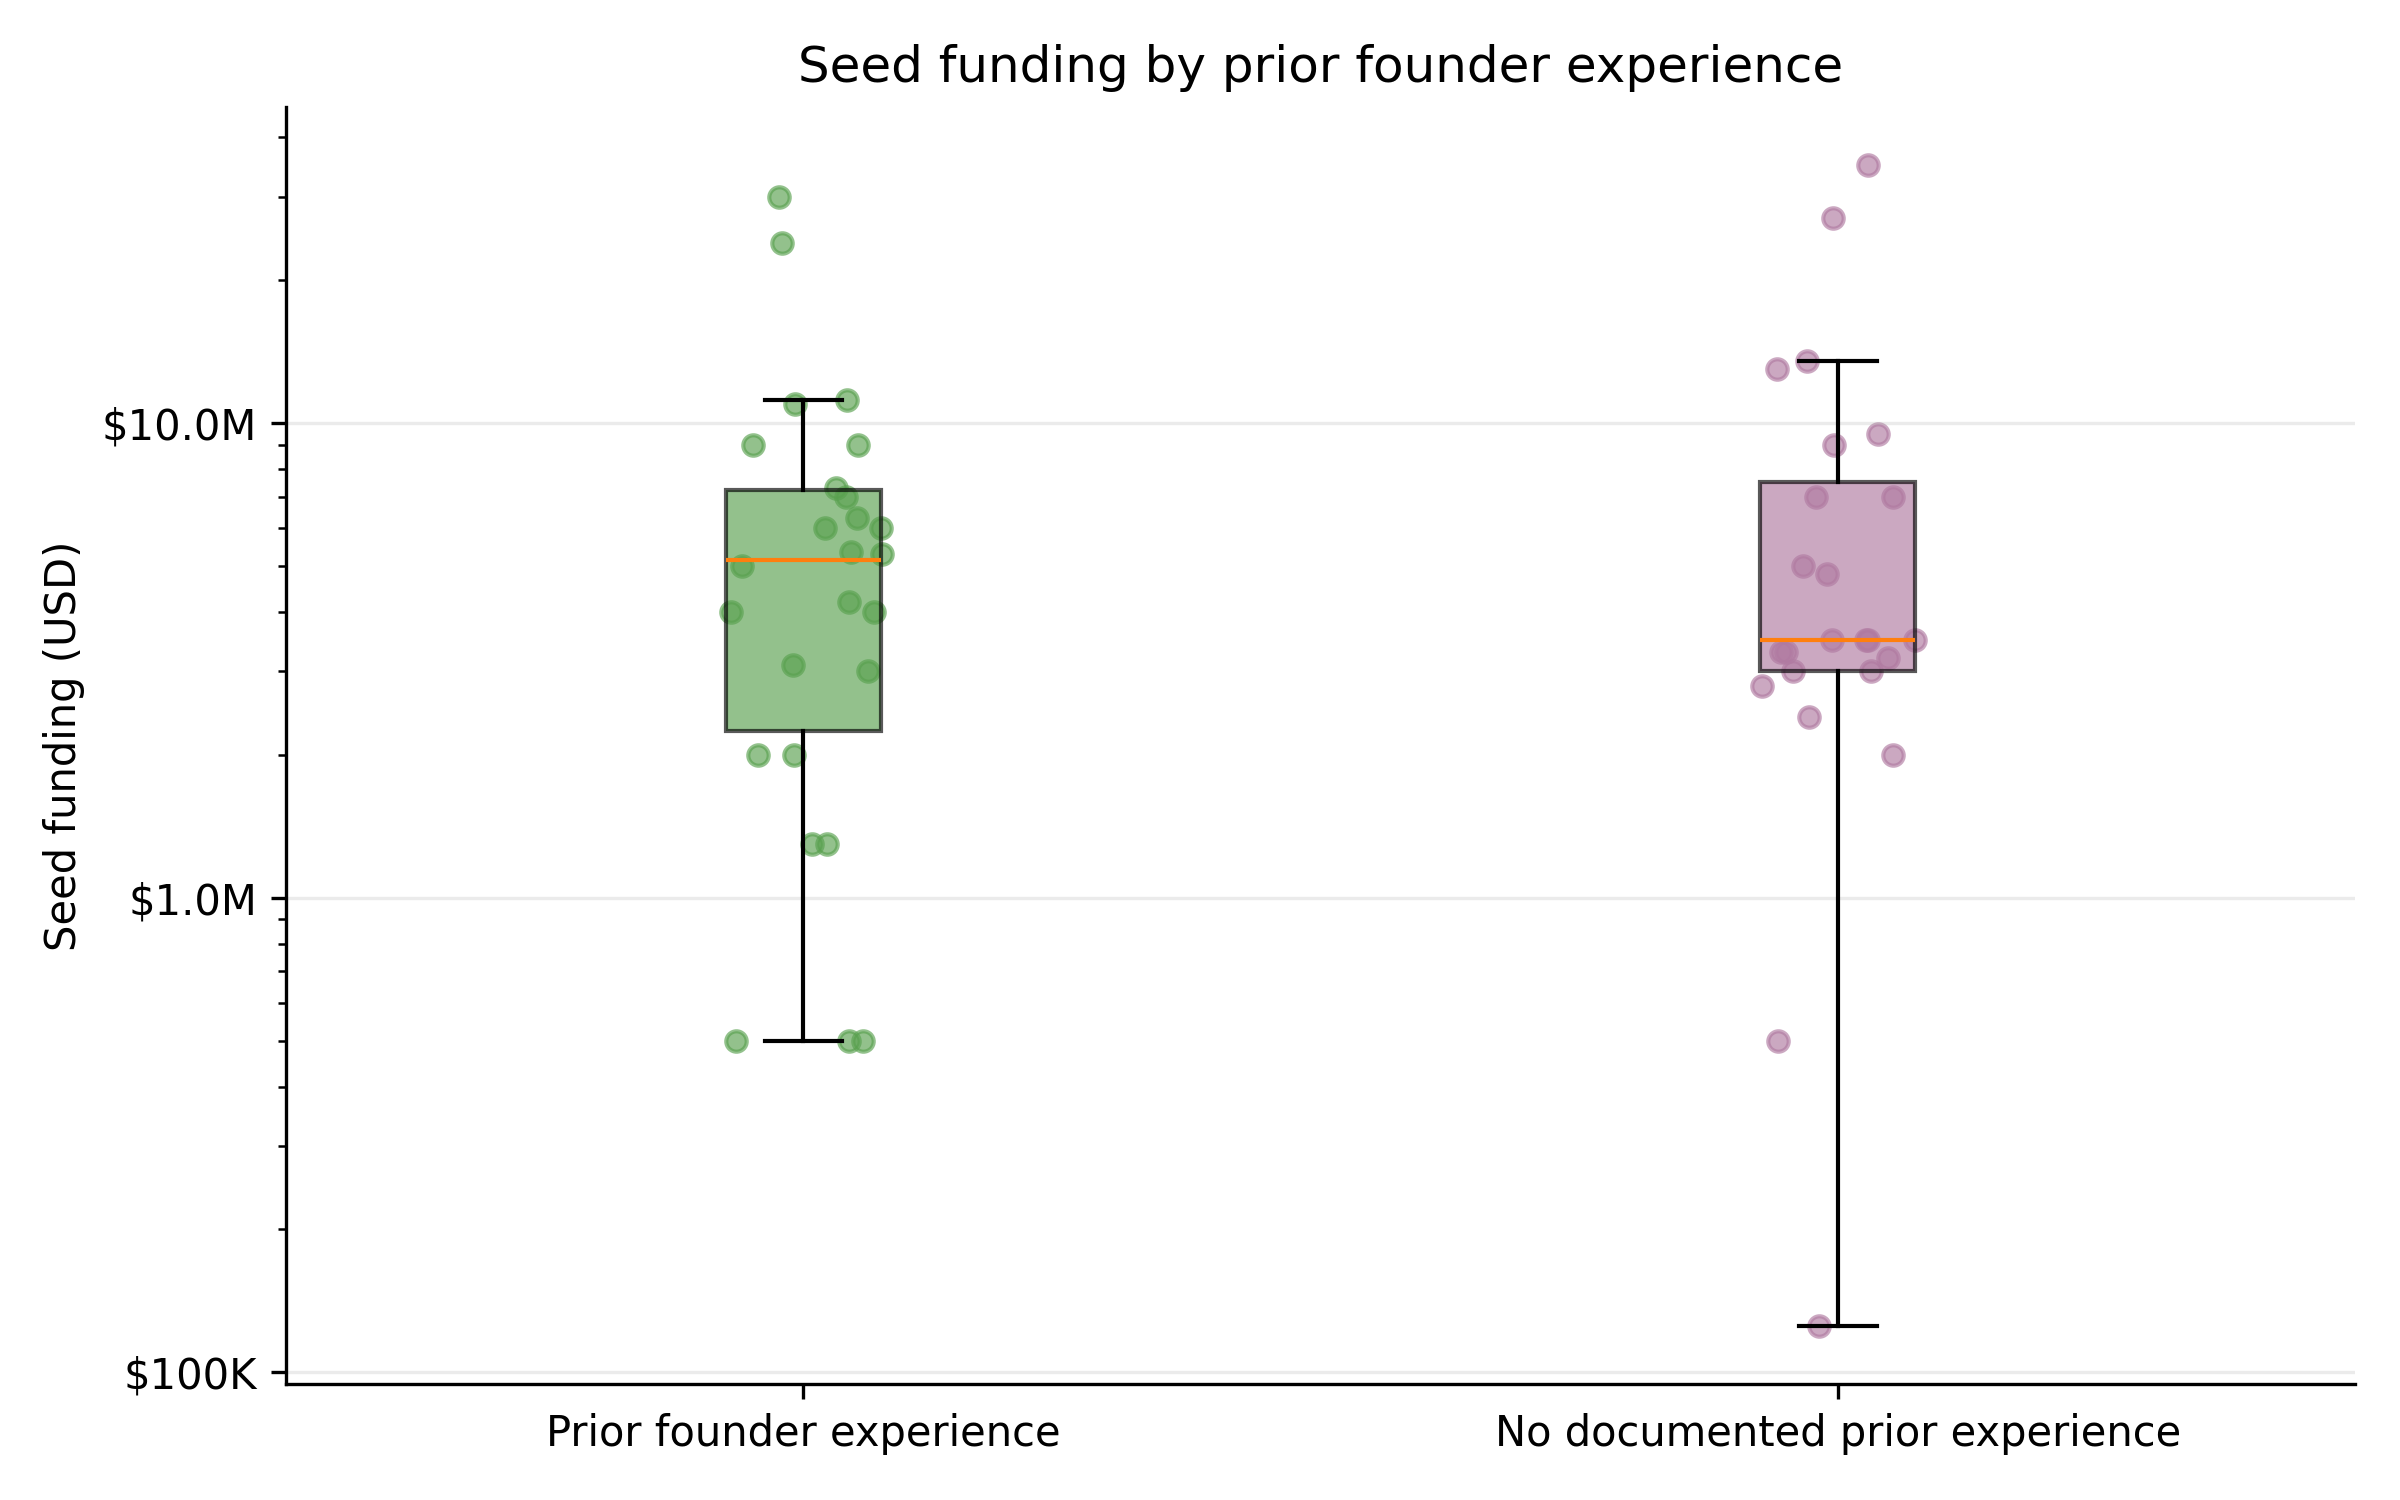 Seed funding by prior founder experience
Seed funding (USD)
$10.0M
$1.0M
$100K
Prior founder experience
No documented prior experience